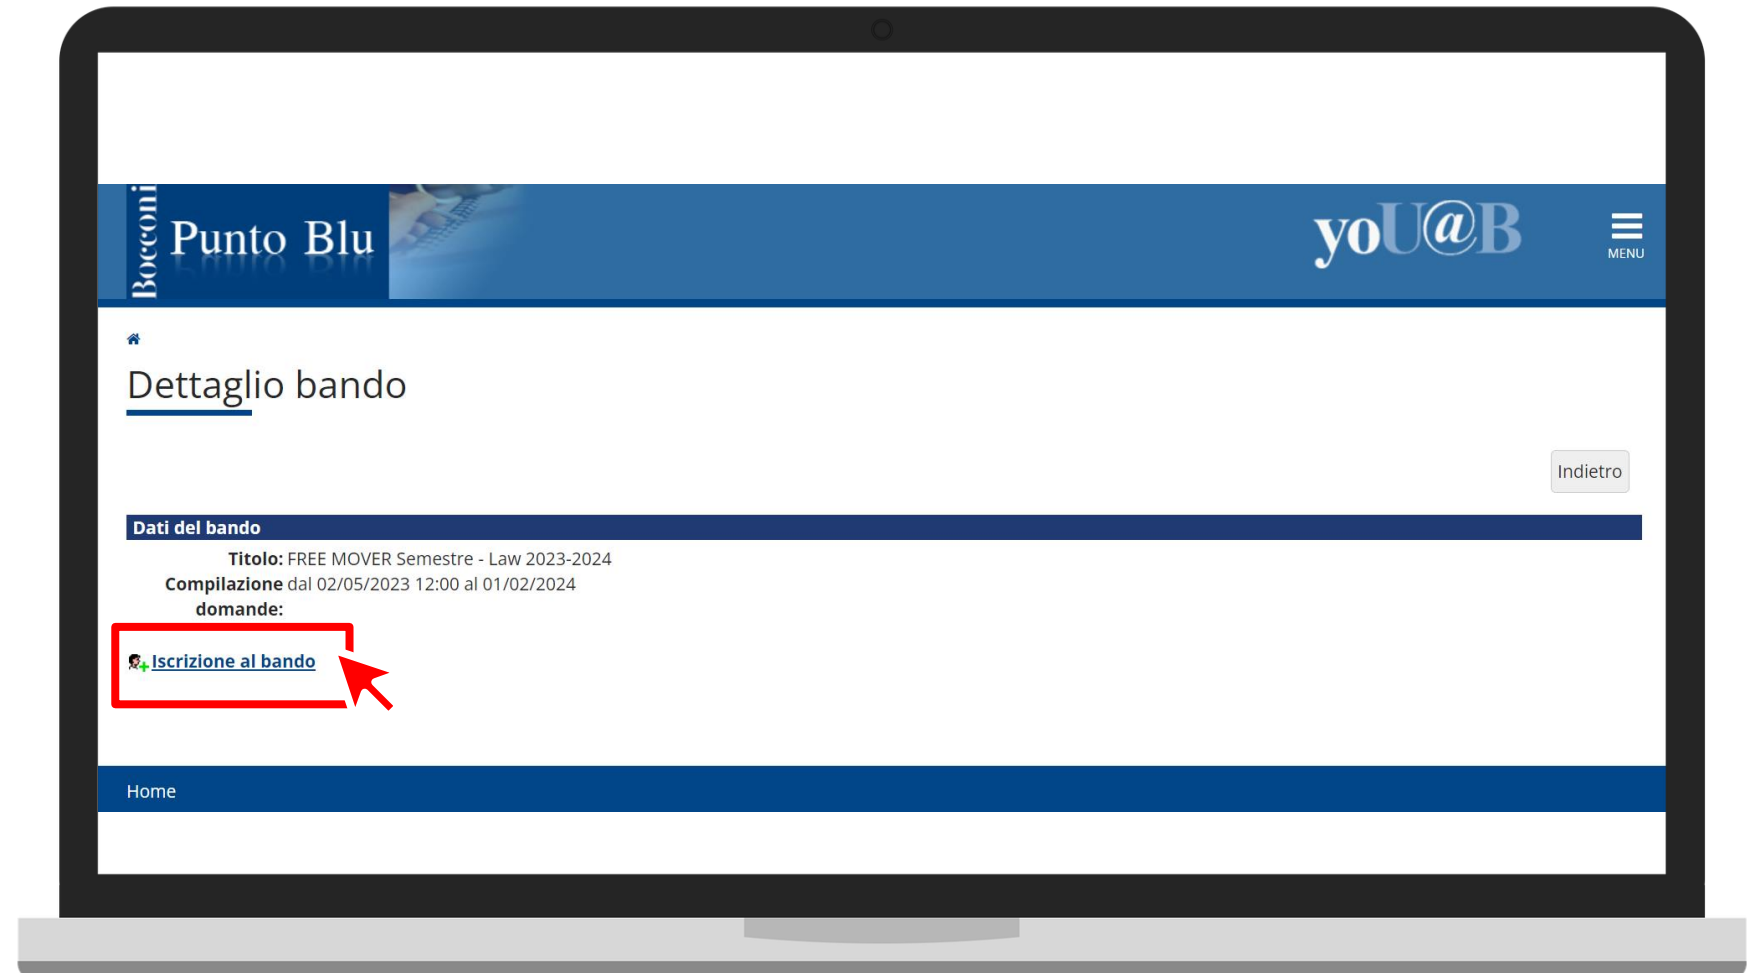 Bocconi
Punto Blu
yoU@B
MENU
Dettaglio bando
Indietro
Dati del bando
Titolo: FREE MOVER Semestre - Law 2023-2024
Compilazione dal 02/05/2023 12:00 al 01/02/2024
domande:
Iscrizione al bando
Home